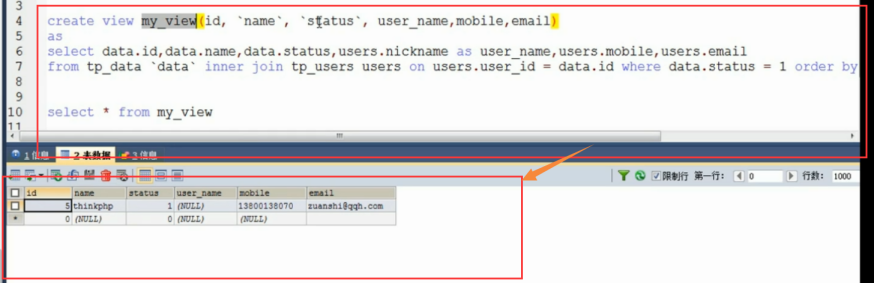 3
4 create view my_view(id, `name`, `status`, user_name,mobile,email)
5 as
6 select data.id,data.name,data.status,users.nickname as user_name,users.mobile,users.email
7 from tp_data `data` inner join tp_users users on users.user_id = data.id where data.status = 1 order by
8
9
10 select * from my_view
11
1 信息 2 表数据 3 信息
限制行 第一行: 0 行数: 1000
id name status user_name mobile email
5 thinkphp 1 (NULL) 13800138070 zuanshi@qqh.com
* 0 (NULL) 0 (NULL) (NULL)